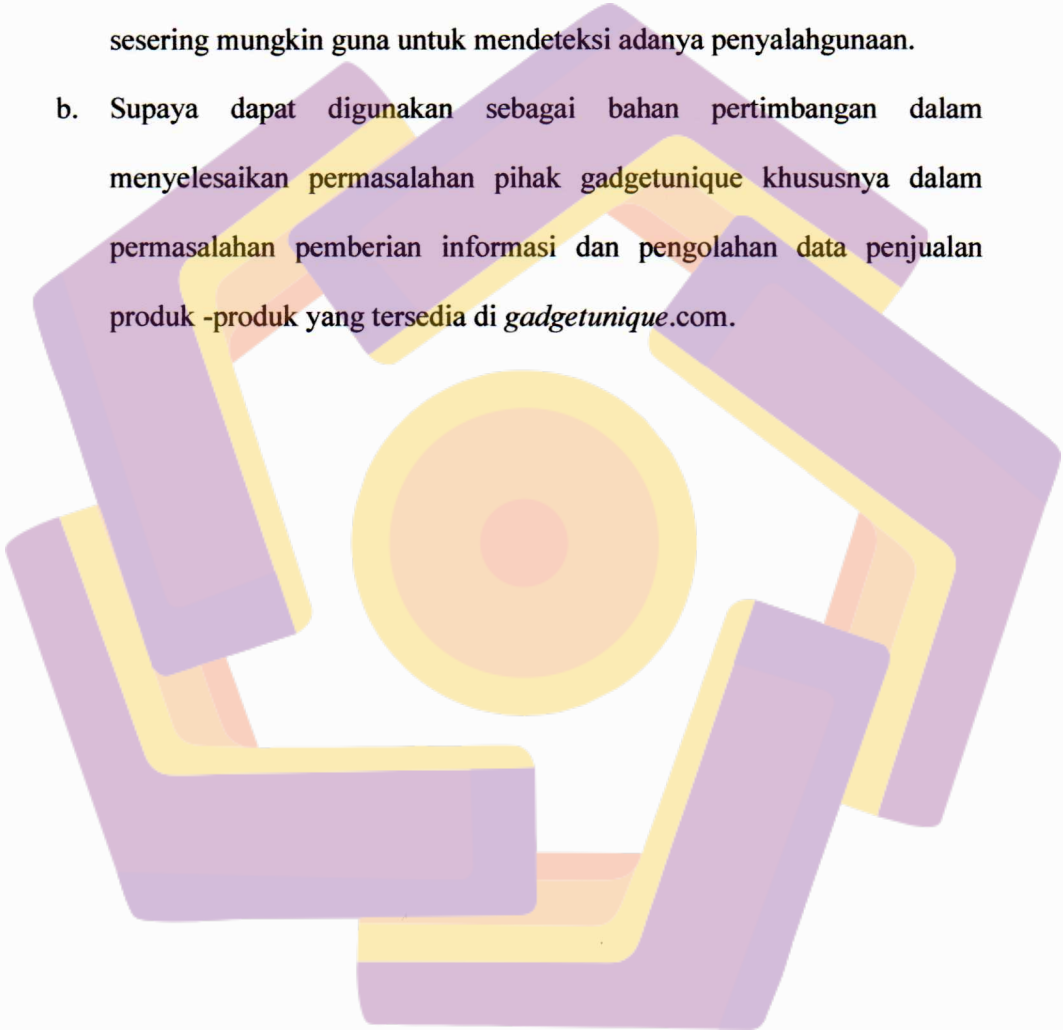 sesering mungkin guna untuk mendeteksi adanya penyalahgunaan.
b. Supaya dapat digunakan sebagai bahan pertimbangan dalam
menyelesaikan permasalahan pihak gadgetunique khususnya dalam
permasalahan pemberian informasi dan pengolahan data penjualan
produk -produk yang tersedia di gadgetunique.com.